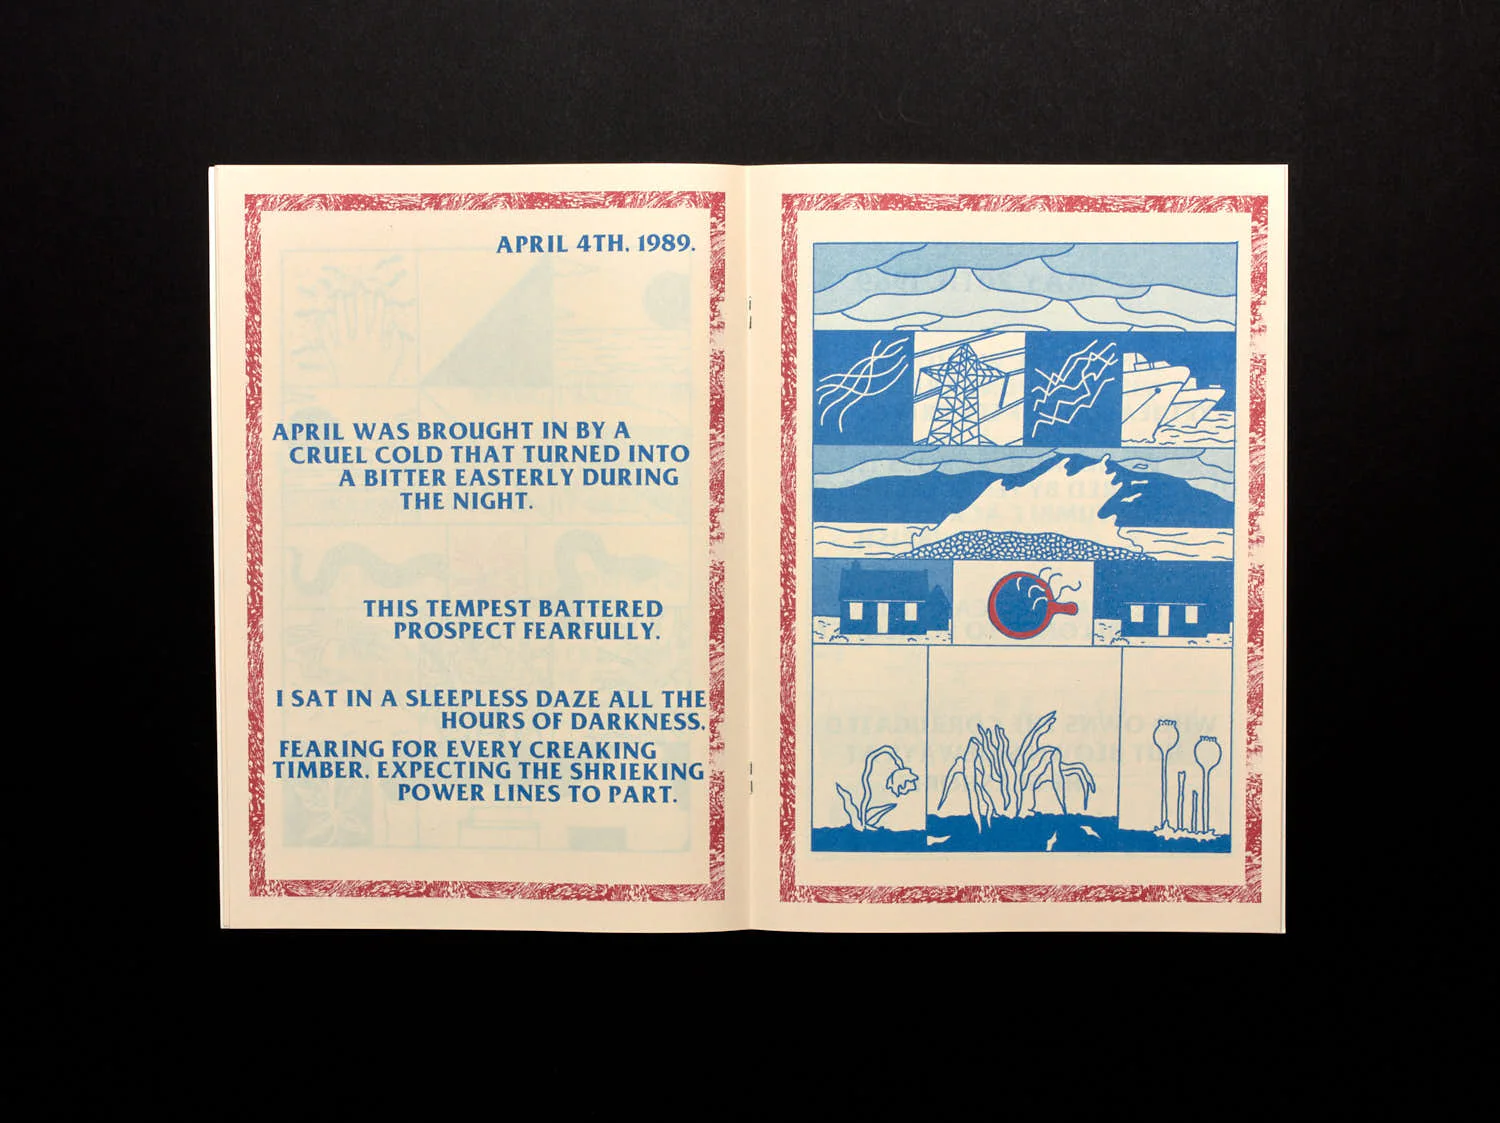 APRIL 4TH. 1989.
APRIL WAS BROUGHT IN BY A
CRUEL COLD THAT TURNED INTO
A BITTER EASTERLY DURING
THE NIGHT.
THIS TEMPEST BATTERED
PROSPECT FEARFULLY.
I SAT IN A SLEEPLESS DAZE ALL THE
HOURS OF DARKNESS.
FEARING FOR EVERY CREAKING
TIMBER. EXPECTING THE SHRIEKING
POWER LINES TO PART.